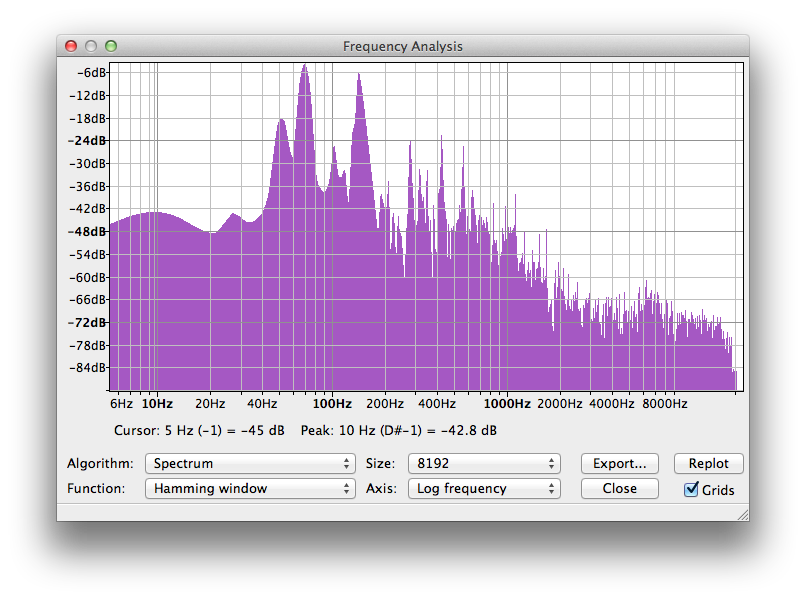 Frequency Analysis
-6dB
-12dB
-18dB
-24dB
-30dB
-36dB
-42dB
-48dB
-54dB
-60dB
-66dB
-72dB
-78dB
-84dB
6Hz 10Hz 20Hz 40Hz 100Hz 200Hz 400Hz 1000Hz 2000Hz 4000Hz 8000Hz
Cursor: 5 Hz (-1) = -45 dB Peak: 10 Hz (D#-1) = -42.8 dB
Algorithm: Spectrum Size: 8192 Export... Replot
Function: Hamming window Axis: Log frequency Close Grids